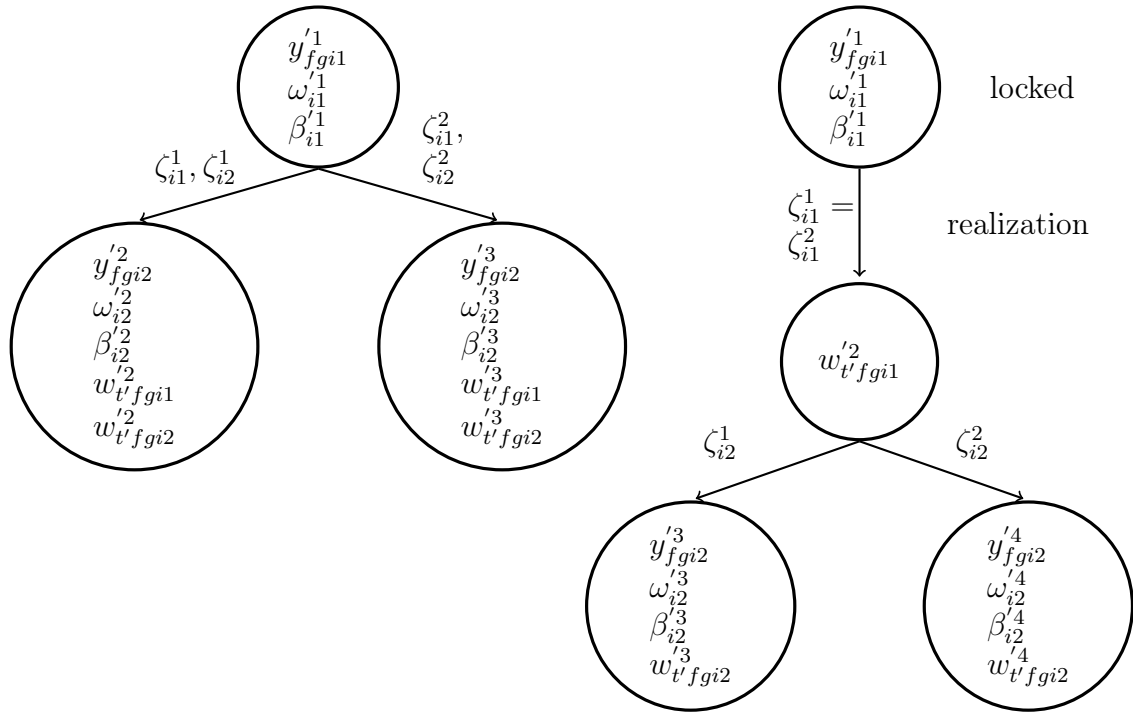 y'^1_{fgi1}
ω'^1_{i1}
β'^1_{i1}
ζ^1_{i1}, ζ^1_{i2}
ζ^2_{i1},
ζ^2_{i2}
y'^2_{fgi2}
ω'^2_{i2}
β'^2_{i2}
w'^2_{t'fgi1}
w'^2_{t'fgi2}
y'^3_{fgi2}
ω'^3_{i2}
β'^3_{i2}
w'^3_{t'fgi1}
w'^3_{t'fgi2}
y'^1_{fgi1}
ω'^1_{i1}
β'^1_{i1}
locked
ζ^1_{i1} =
ζ^2_{i1}
realization
w'^2_{t'fgi1}
ζ^1_{i2}
ζ^2_{i2}
y'^3_{fgi2}
ω'^3_{i2}
β'^3_{i2}
w'^3_{t'fgi2}
y'^4_{fgi2}
ω'^4_{i2}
β'^4_{i2}
w'^4_{t'fgi2}